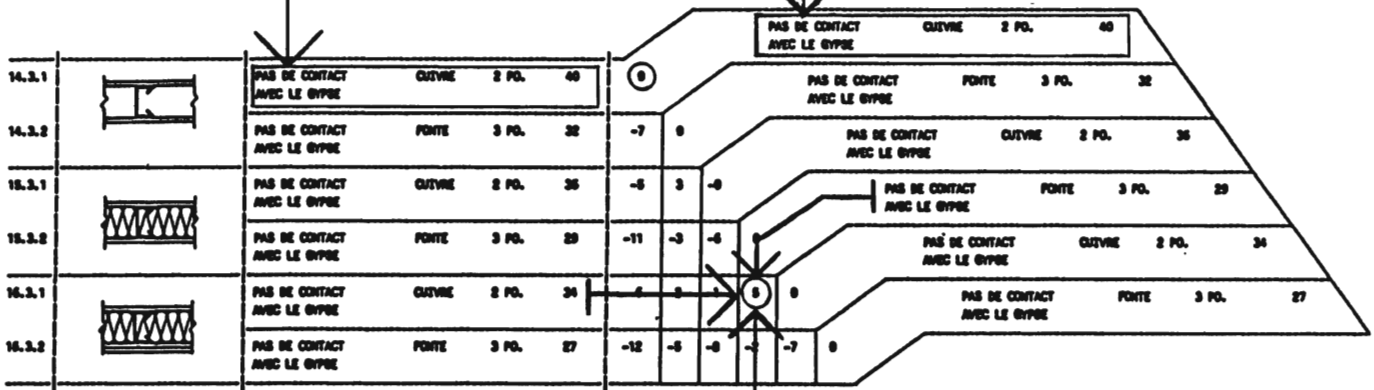 PAS DE CONTACT CUIVRE 2 PO. 40
AVEC LE GYPSE
14.3.1 PAS DE CONTACT CUIVRE 2 PO. 40 0 PAS DE CONTACT FONTE 3 PO. 32
AVEC LE GYPSE AVEC LE GYPSE
14.3.2 PAS DE CONTACT FONTE 3 PO. 32 -7 0 PAS DE CONTACT CUIVRE 2 PO. 35
AVEC LE GYPSE AVEC LE GYPSE
15.3.1 PAS DE CONTACT CUIVRE 2 PO. 35 -5 3 -0 PAS DE CONTACT FONTE 3 PO. 29
AVEC LE GYPSE AVEC LE GYPSE
15.3.2 PAS DE CONTACT FONTE 3 PO. 29 -11 -3 -6 0 PAS DE CONTACT CUIVRE 2 PO. 34
AVEC LE GYPSE AVEC LE GYPSE
16.3.1 PAS DE CONTACT CUIVRE 2 PO. 34 5 0 PAS DE CONTACT FONTE 3 PO. 27
AVEC LE GYPSE AVEC LE GYPSE
16.3.2 PAS DE CONTACT FONTE 3 PO. 27 -12 -5 -8 -7 0
AVEC LE GYPSE